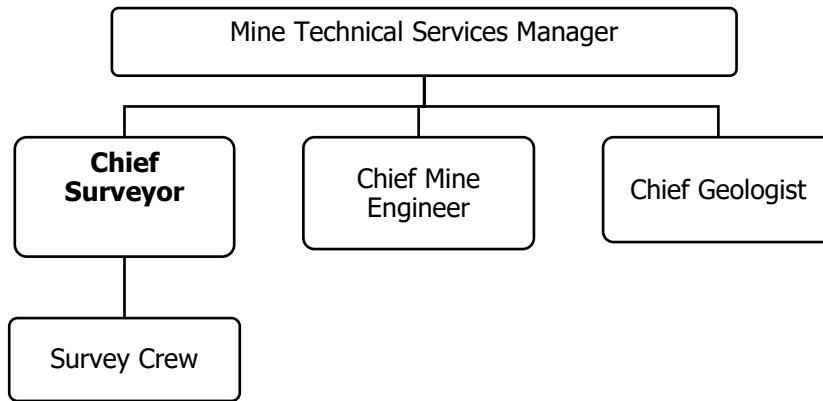 Mine Technical Services Manager
Chief
Surveyor
Chief Mine
Engineer
Chief Geologist
Survey Crew